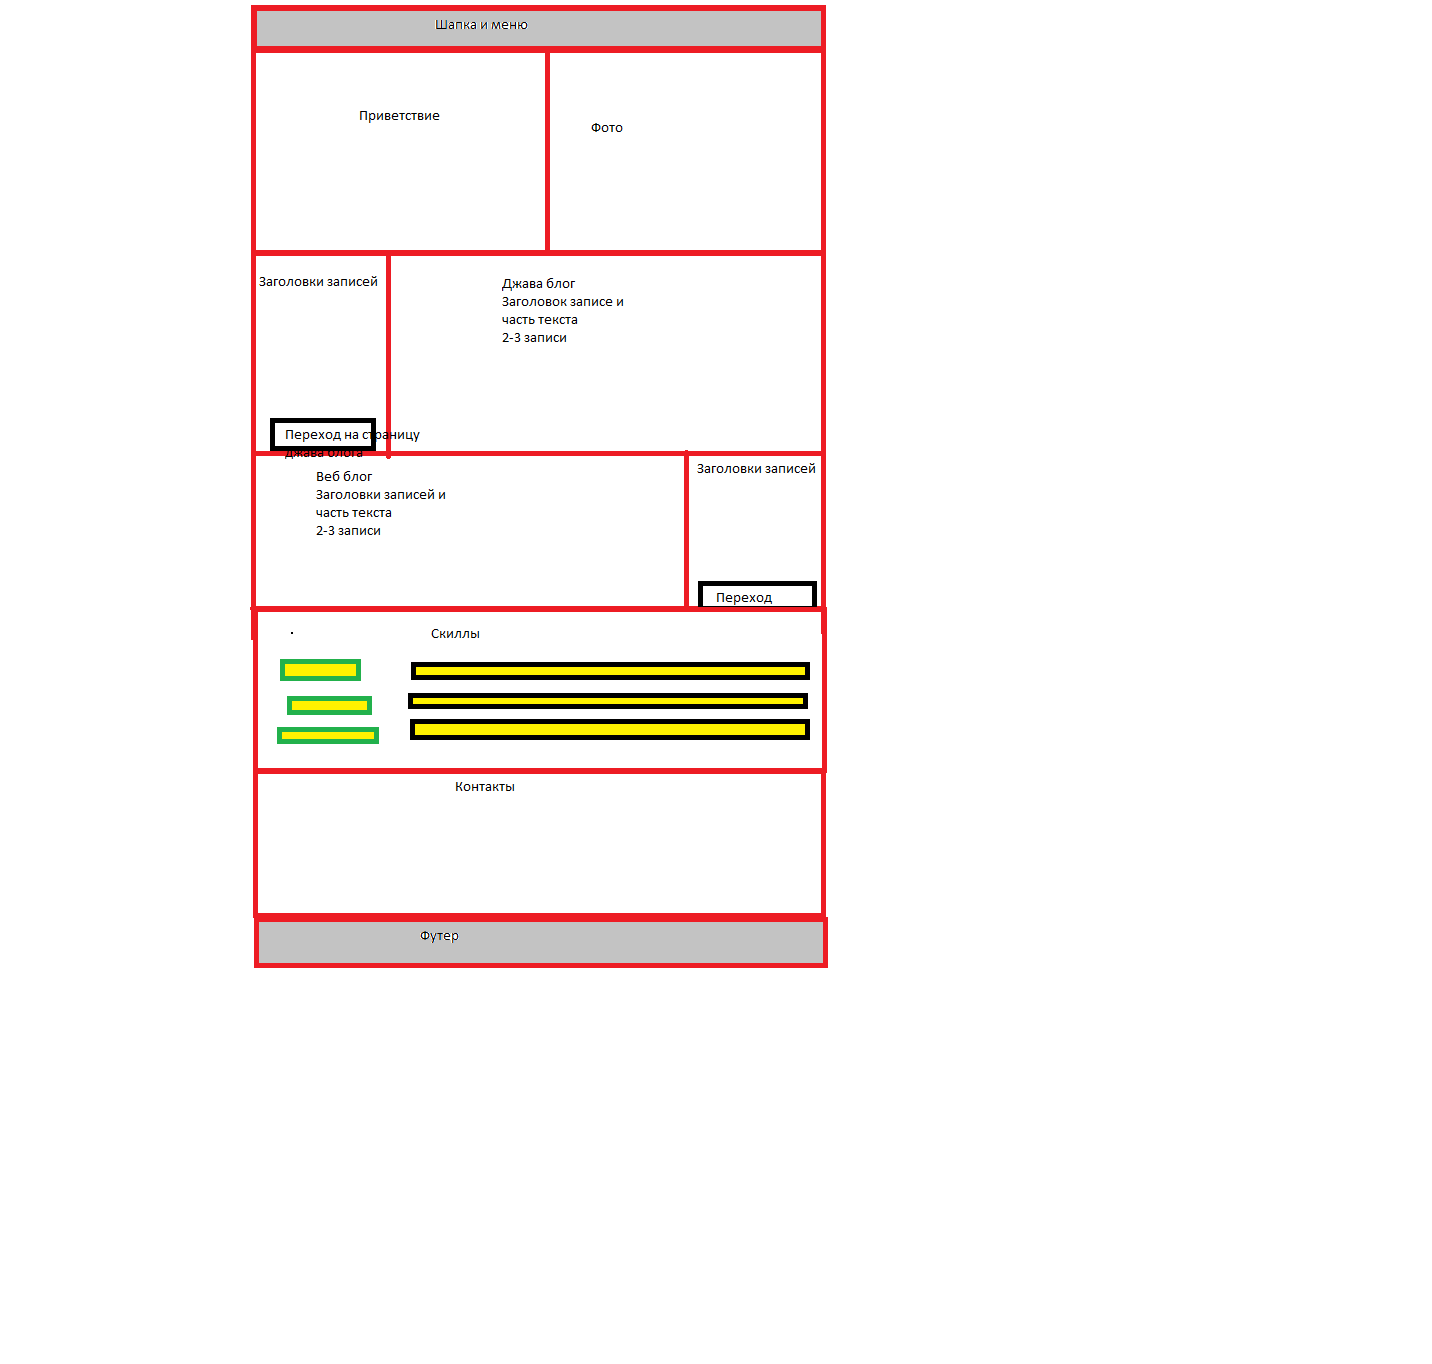 Шапка и меню
Приветствие
Фото
Заголовки записей
Джава блог
Заголовок записе и
часть текста
2-3 записи
Переход на страницу
джава блога
Веб блог
Заголовки записей и
часть текста
2-3 записи
Заголовки записей
Переход
Скиллы
Контакты
Футер